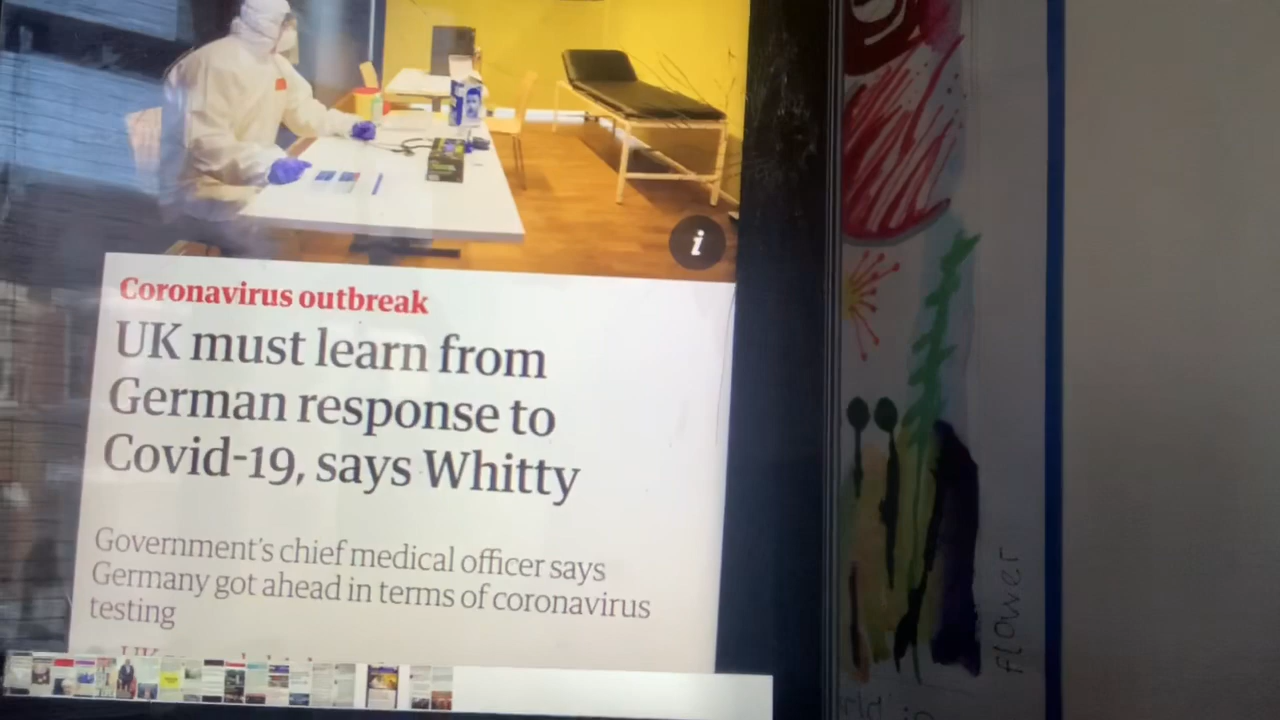 i
Coronavirus outbreak
UK must learn from
German response to
Covid-19, says Whitty
Government's chief medical officer says
Germany got ahead in terms of coronavirus
testing
flower